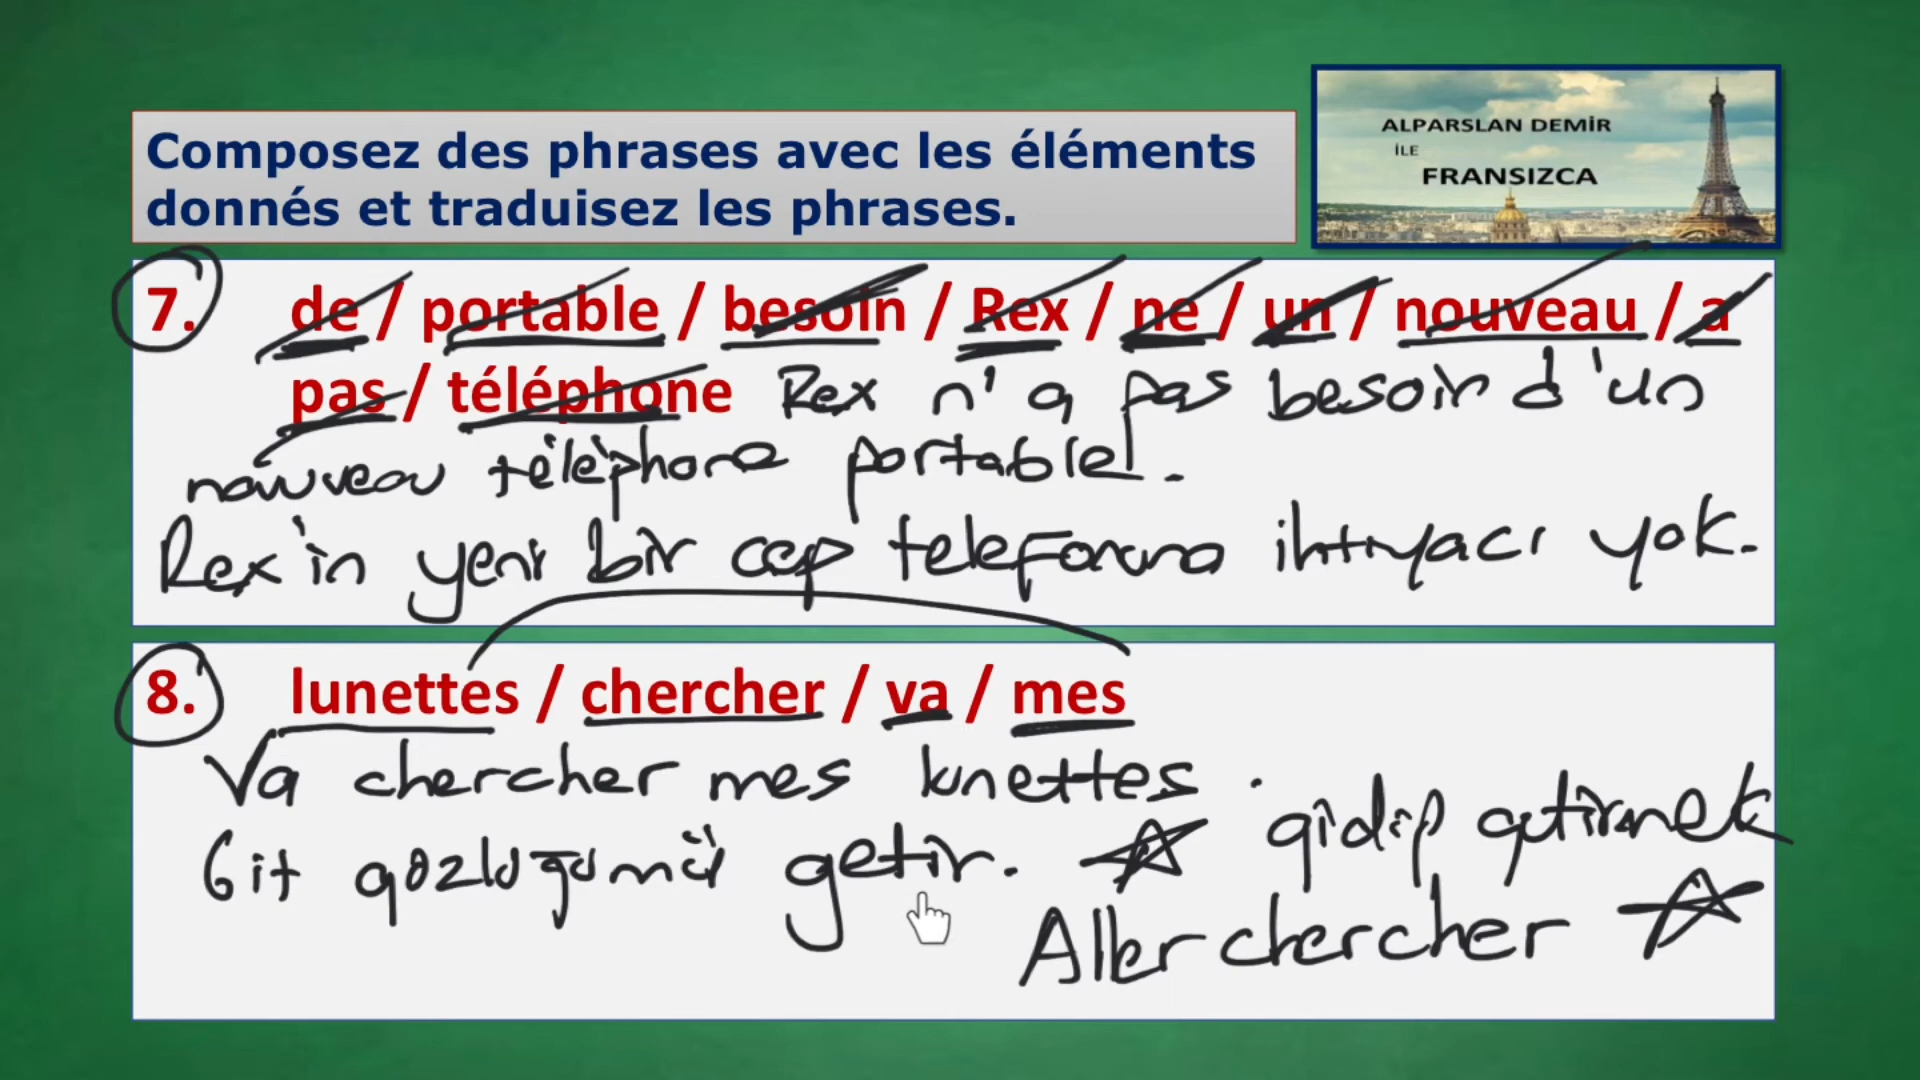 Composez des phrases avec les éléments
donnés et traduisez les phrases.
ALPARSLAN DEMİR
İLE
FRANSIZCA
7. de / portable / besoin / Rex / ne / un / nouveau / a
pas / téléphone Rex n'a pas besoin d'un
nouveau téléphone portable.
Rex'in yeni bir cep telefonuna ihtiyacı yok.
8. lunettes / chercher / va / mes
Va chercher mes lunettes.
Git gözlüğümü getir. gidip getirmek
Aller chercher